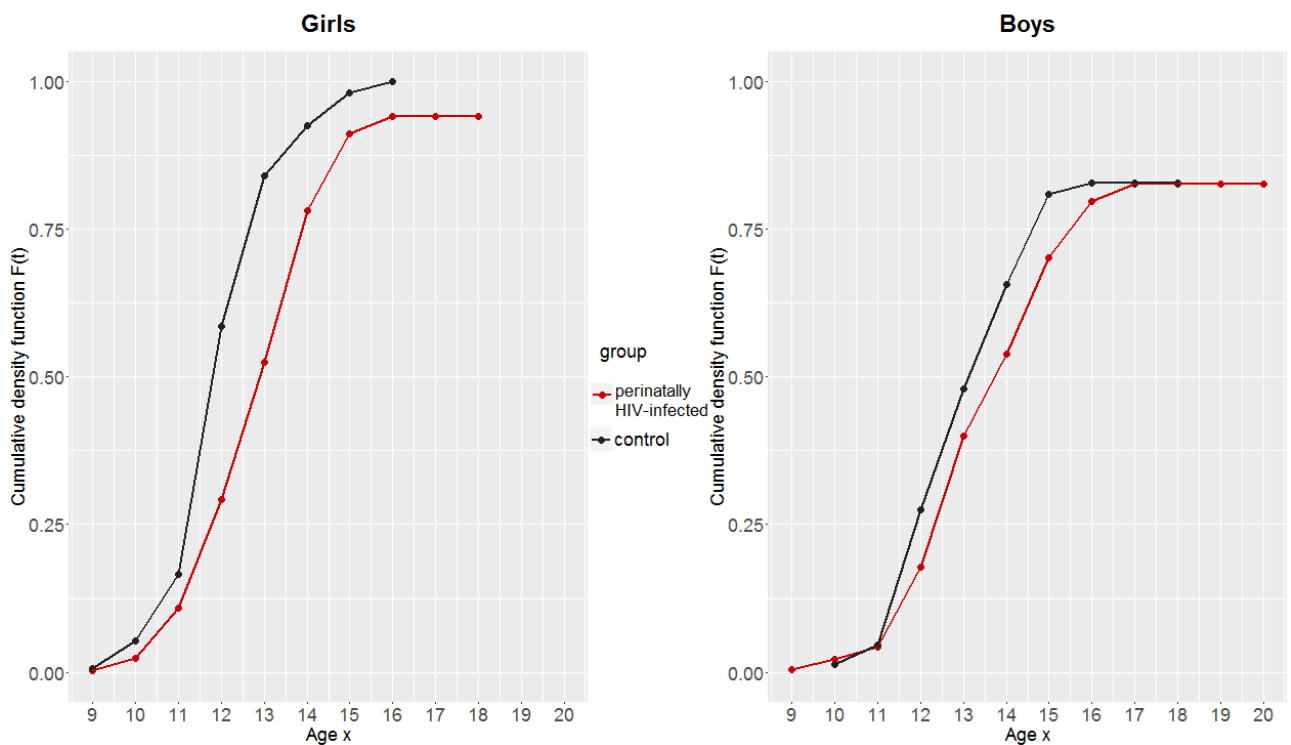 Girls
1.00
0.75
0.50
0.25
0.00
Cumulative density function F(t)
9 10 11 12 13 14 15 16 17 18 19 20
Age x
group
perinatally
HIV-infected
control
Boys
1.00
0.75
0.50
0.25
0.00
Cumulative density function F(t)
9 10 11 12 13 14 15 16 17 18 19 20
Age x